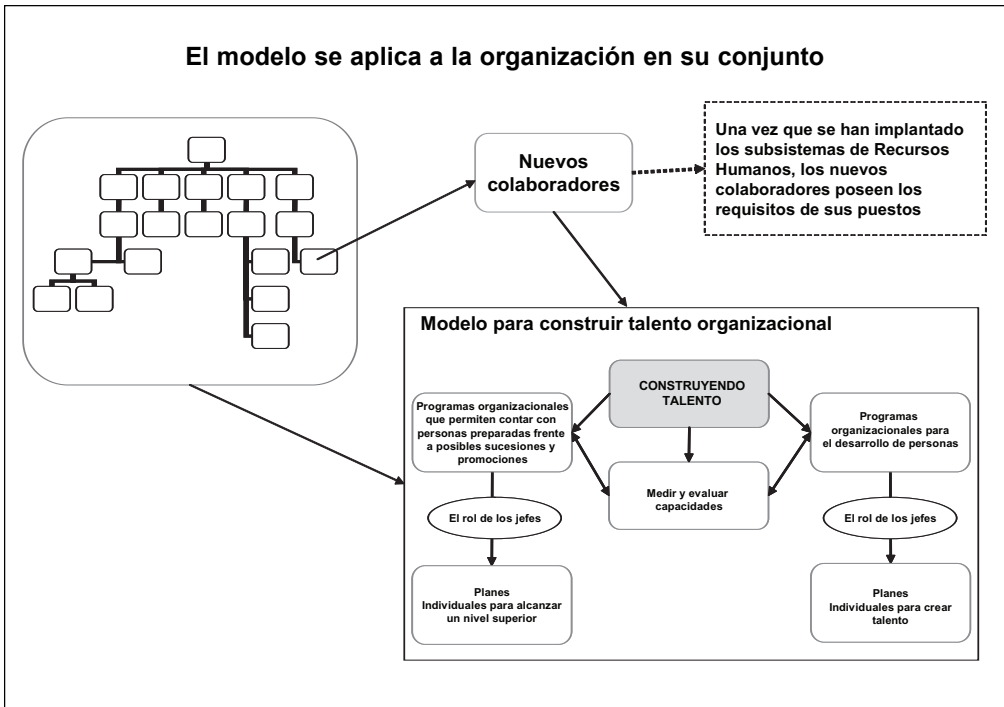 El modelo se aplica a la organización en su conjunto
Nuevos
colaboradores
Una vez que se han implantado
los subsistemas de Recursos
Humanos, los nuevos
colaboradores poseen los
requisitos de sus puestos
Modelo para construir talento organizacional
CONSTRUYENDO
TALENTO
Programas organizacionales
que permiten contar con
personas preparadas frente
a posibles sucesiones y
promociones
Programas
organizacionales para
el desarrollo de personas
Medir y evaluar
capacidades
El rol de los jefes
El rol de los jefes
Planes
Individuales para alcanzar
un nivel superior
Planes
Individuales para crear
talento